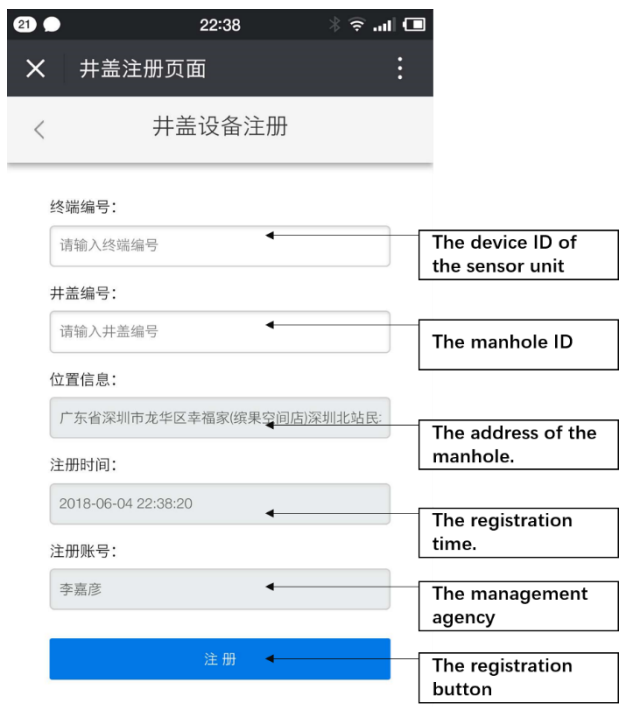 21
22:38
井盖注册页面
井盖设备注册
终端编号：
请输入终端编号
The device ID of
the sensor unit
井盖编号：
请输入井盖编号
The manhole ID
位置信息：
广东省深圳市龙华区幸福家(缤果空间店)深圳北站民
The address of the
manhole.
注册时间：
2018-06-04 22:38:20
The registration
time.
注册账号：
李嘉彦
The management
agency
注 册
The registration
button